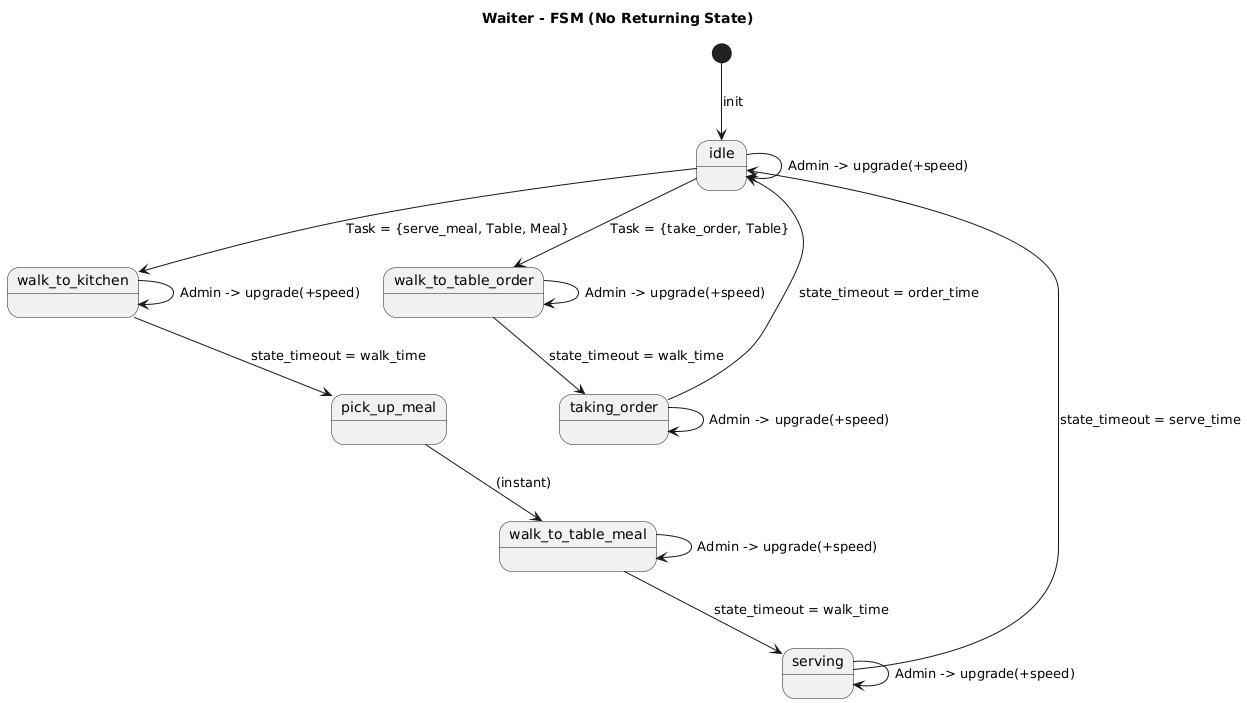 Waiter - FSM (No Returning State)
init
idle
Admin -> upgrade(+speed)
Task = {serve_meal, Table, Meal}
Task = {take_order, Table}
walk_to_kitchen
Admin -> upgrade(+speed)
walk_to_table_order
Admin -> upgrade(+speed)
state_timeout = order_time
state_timeout = walk_time
state_timeout = walk_time
pick_up_meal
taking_order
Admin -> upgrade(+speed)
state_timeout = serve_time
(instant)
walk_to_table_meal
Admin -> upgrade(+speed)
state_timeout = walk_time
serving
Admin -> upgrade(+speed)